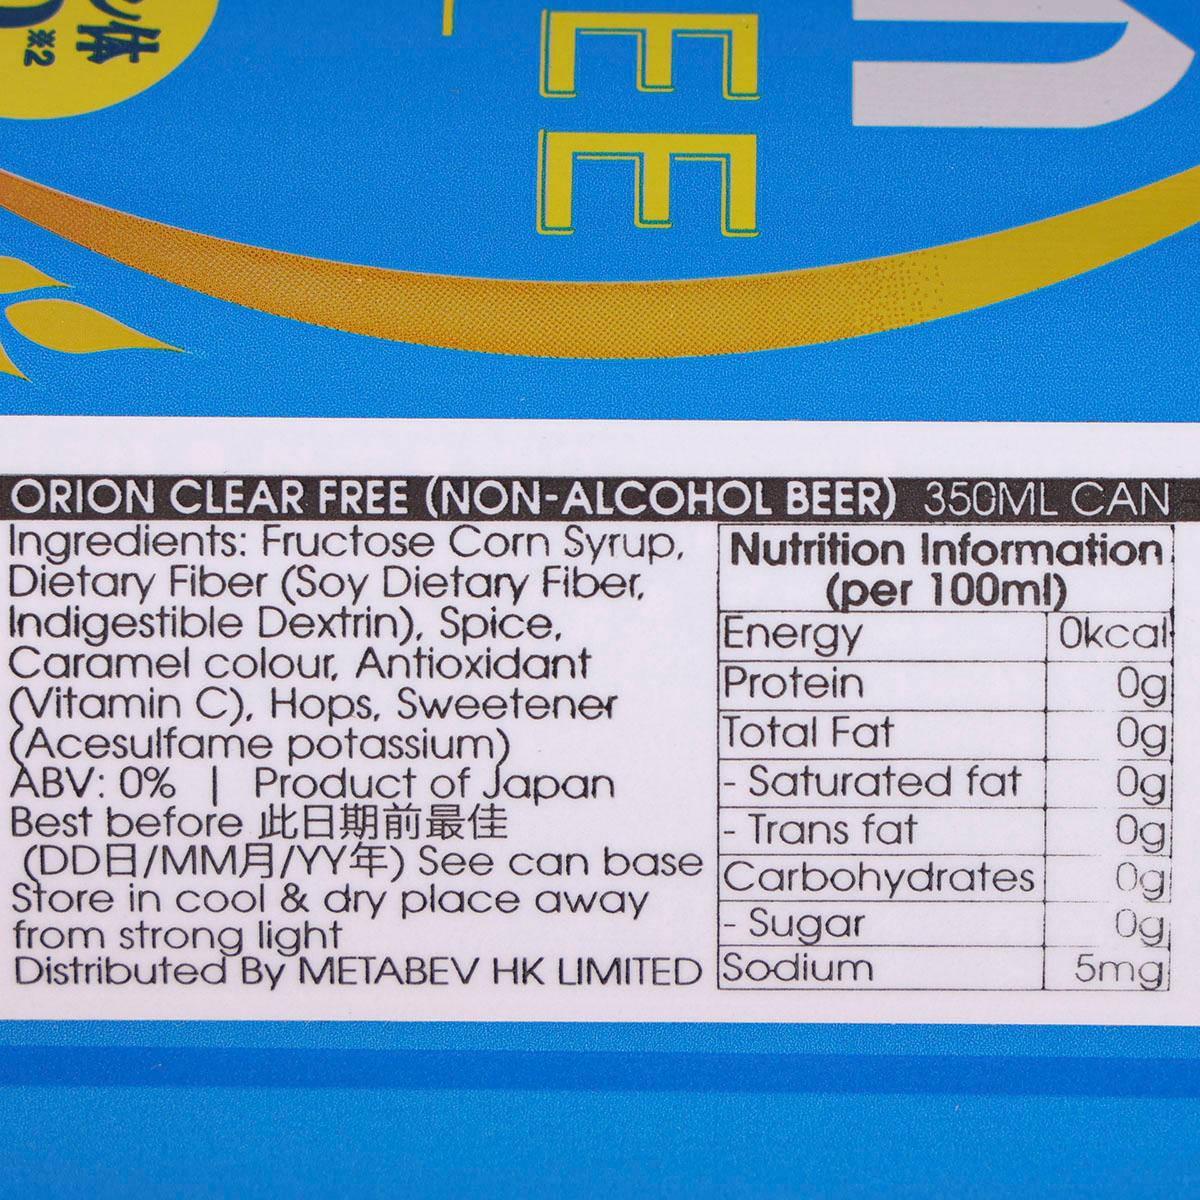 体
※2
EE
n
ORION CLEAR FREE (NON-ALCOHOL BEER) 350ML CAN
Ingredients: Fructose Corn Syrup,
Dietary Fiber (Soy Dietary Fiber,
Indigestible Dextrin), Spice,
Caramel colour, Antioxidant
(Vitamin C), Hops, Sweetener
(Acesulfame potassium)
ABV: 0% | Product of Japan
Best before 此日期前最佳
(DD日/MM月/YY年) See can base
Store in cool & dry place away
from strong light
Distributed By METABEV HK LIMITED
Nutrition Information
(per 100ml)
Energy 0kcal
Protein 0g
Total Fat 0g
- Saturated fat 0g
- Trans fat 0g
Carbohydrates 0g
- Sugar 0g
Sodium 5mg